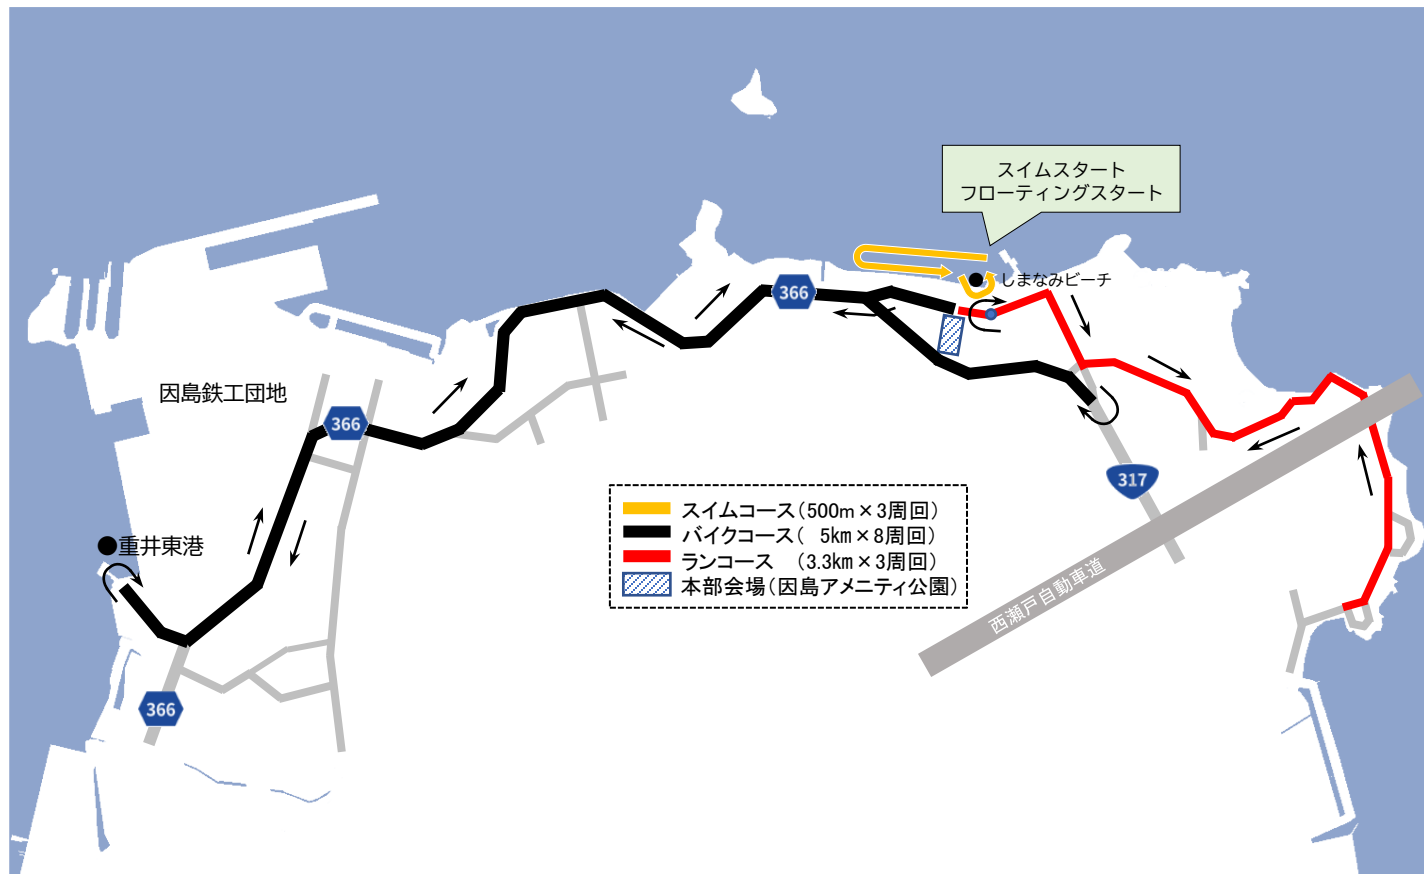 スイムスタート
フローティングスタート
しまなみビーチ
366
因島鉄工団地
366
317
重井東港
スイムコース(500m×3周回)
バイクコース( 5km×8周回)
ランコース (3.3km×3周回)
本部会場(因島アメニティ公園)
西瀬戸自動車道
366